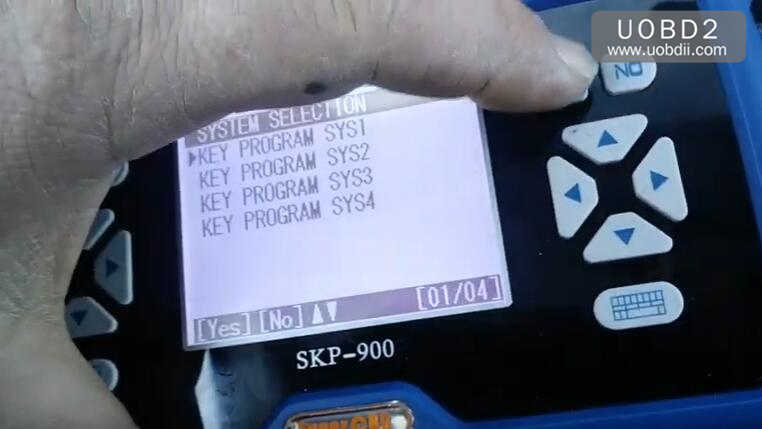 UOBD2
www.uobdii.com
NO
SYSTEM SELECTION
KEY PROGRAM SYS1
KEY PROGRAM SYS2
KEY PROGRAM SYS3
KEY PROGRAM SYS4
[Yes] [No] ▲▼ [01/04]
SKP-900